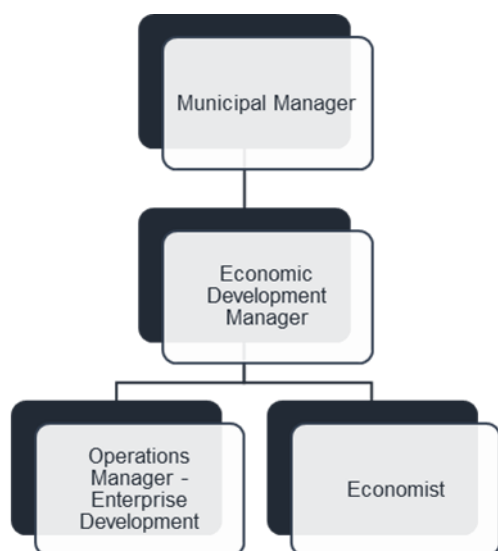 Municipal Manager
Economic
Development
Manager
Operations
Manager -
Enterprise
Development
Economist